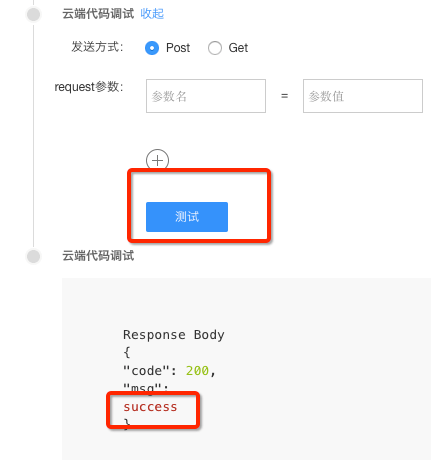 云端代码调试 收起
发送方式： Post Get
request参数： 参数名 = 参数值
测试
云端代码调试
Response Body
{
"code": 200,
"msg":
success
}